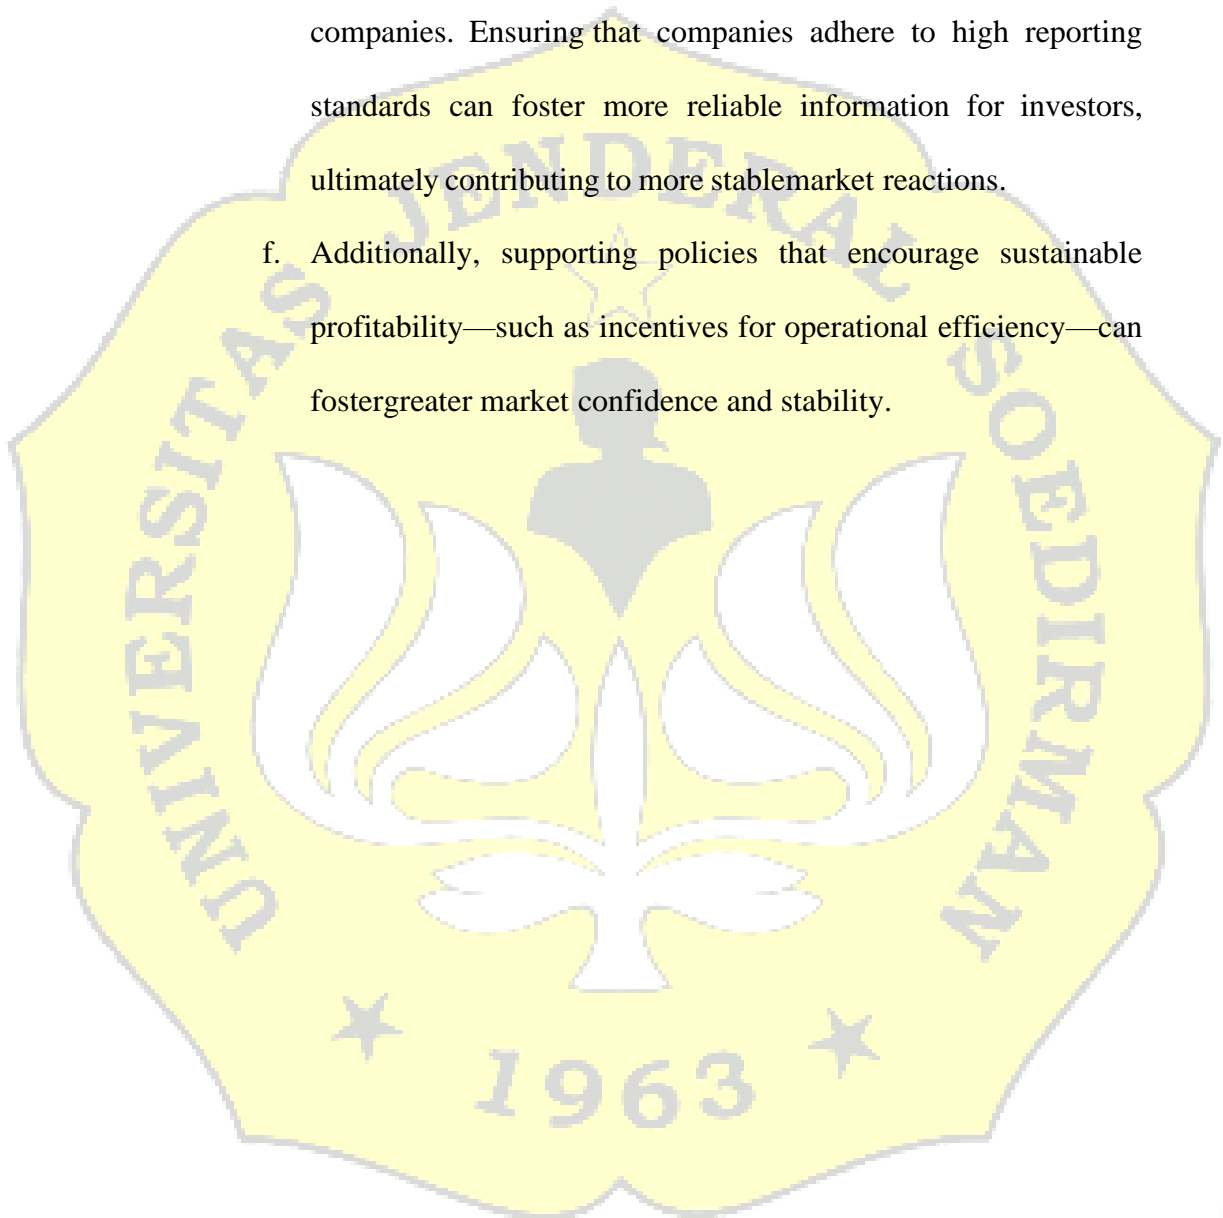 companies. Ensuring that companies adhere to high reporting
standards can foster more reliable information for investors,
ultimately contributing to more stablemarket reactions.
f. Additionally, supporting policies that encourage sustainable
profitability—such as incentives for operational efficiency—can
fostergreater market confidence and stability.
UNIVERSITAS JENDERAL SOEDIRMAN
1963